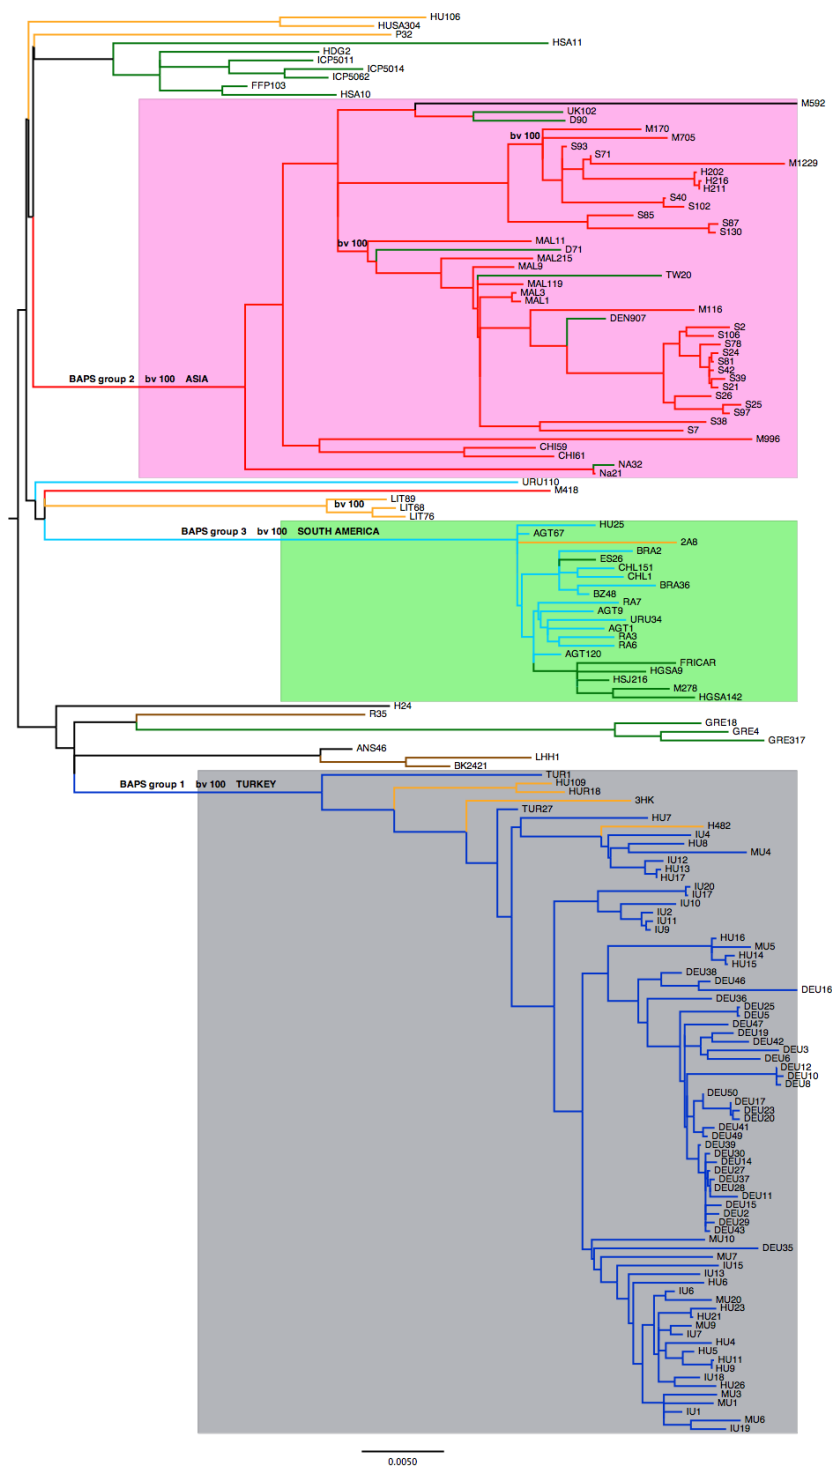 HU106
HUSA304
P32
HSA11
HDG2
ICP5011
ICP5014
ICP5062
FFP103
HSA10
M592
UK102
D90
M170
bv 100
M705
S93
S71
M1229
H202
H216
H211
S40
S102
S85
S87
S130
MAL11
bv 100
D71
MAL215
MAL9
TW20
MAL119
MAL3
MAL1
M116
DEN907
S2
S106
S78
S24
S81
S42
BAPS group 2 bv 100 ASIA
S39
S21
S26
S25
S97
S38
S7
M996
CHI59
CHI61
NA32
Na21
URU110
M418
LIT89
bv 100
LIT68
LIT76
HU25
BAPS group 3 bv 100 SOUTH AMERICA
AGT67
2A8
BRA2
ES26
CHL151
CHL1
BRA36
BZ48
RA7
AGT9
URU34
AGT1
RA3
RA6
AGT120
FRICAR
HGSA9
HSJ216
M278
HGSA142
H24
R35
GRE18
GRE4
GRE317
ANS46
LHH1
BK2421
TUR1
BAPS group 1 bv 100 TURKEY
HU109
HUR18
3HK
TUR27
HU7
H482
IU4
HU8
MU4
IU12
HU13
HU17
IU20
IU17
IU10
IU2
IU11
IU9
HU16
MU5
HU14
HU15
DEU38
DEU46
DEU16
DEU36
DEU25
DEU5
DEU47
DEU19
DEU42
DEU3
DEU6
DEU12
DEU10
DEU8
DEU50
DEU17
DEU23
DEU20
DEU41
DEU49
DEU39
DEU30
DEU14
DEU27
DEU37
DEU28
DEU11
DEU15
DEU2
DEU29
DEU43
MU10
DEU35
MU7
IU15
IU13
HU6
IU6
MU20
HU23
HU21
MU9
IU7
HU4
HU5
HU11
HU9
IU18
HU26
MU3
MU1
IU1
MU6
IU19
0.0050